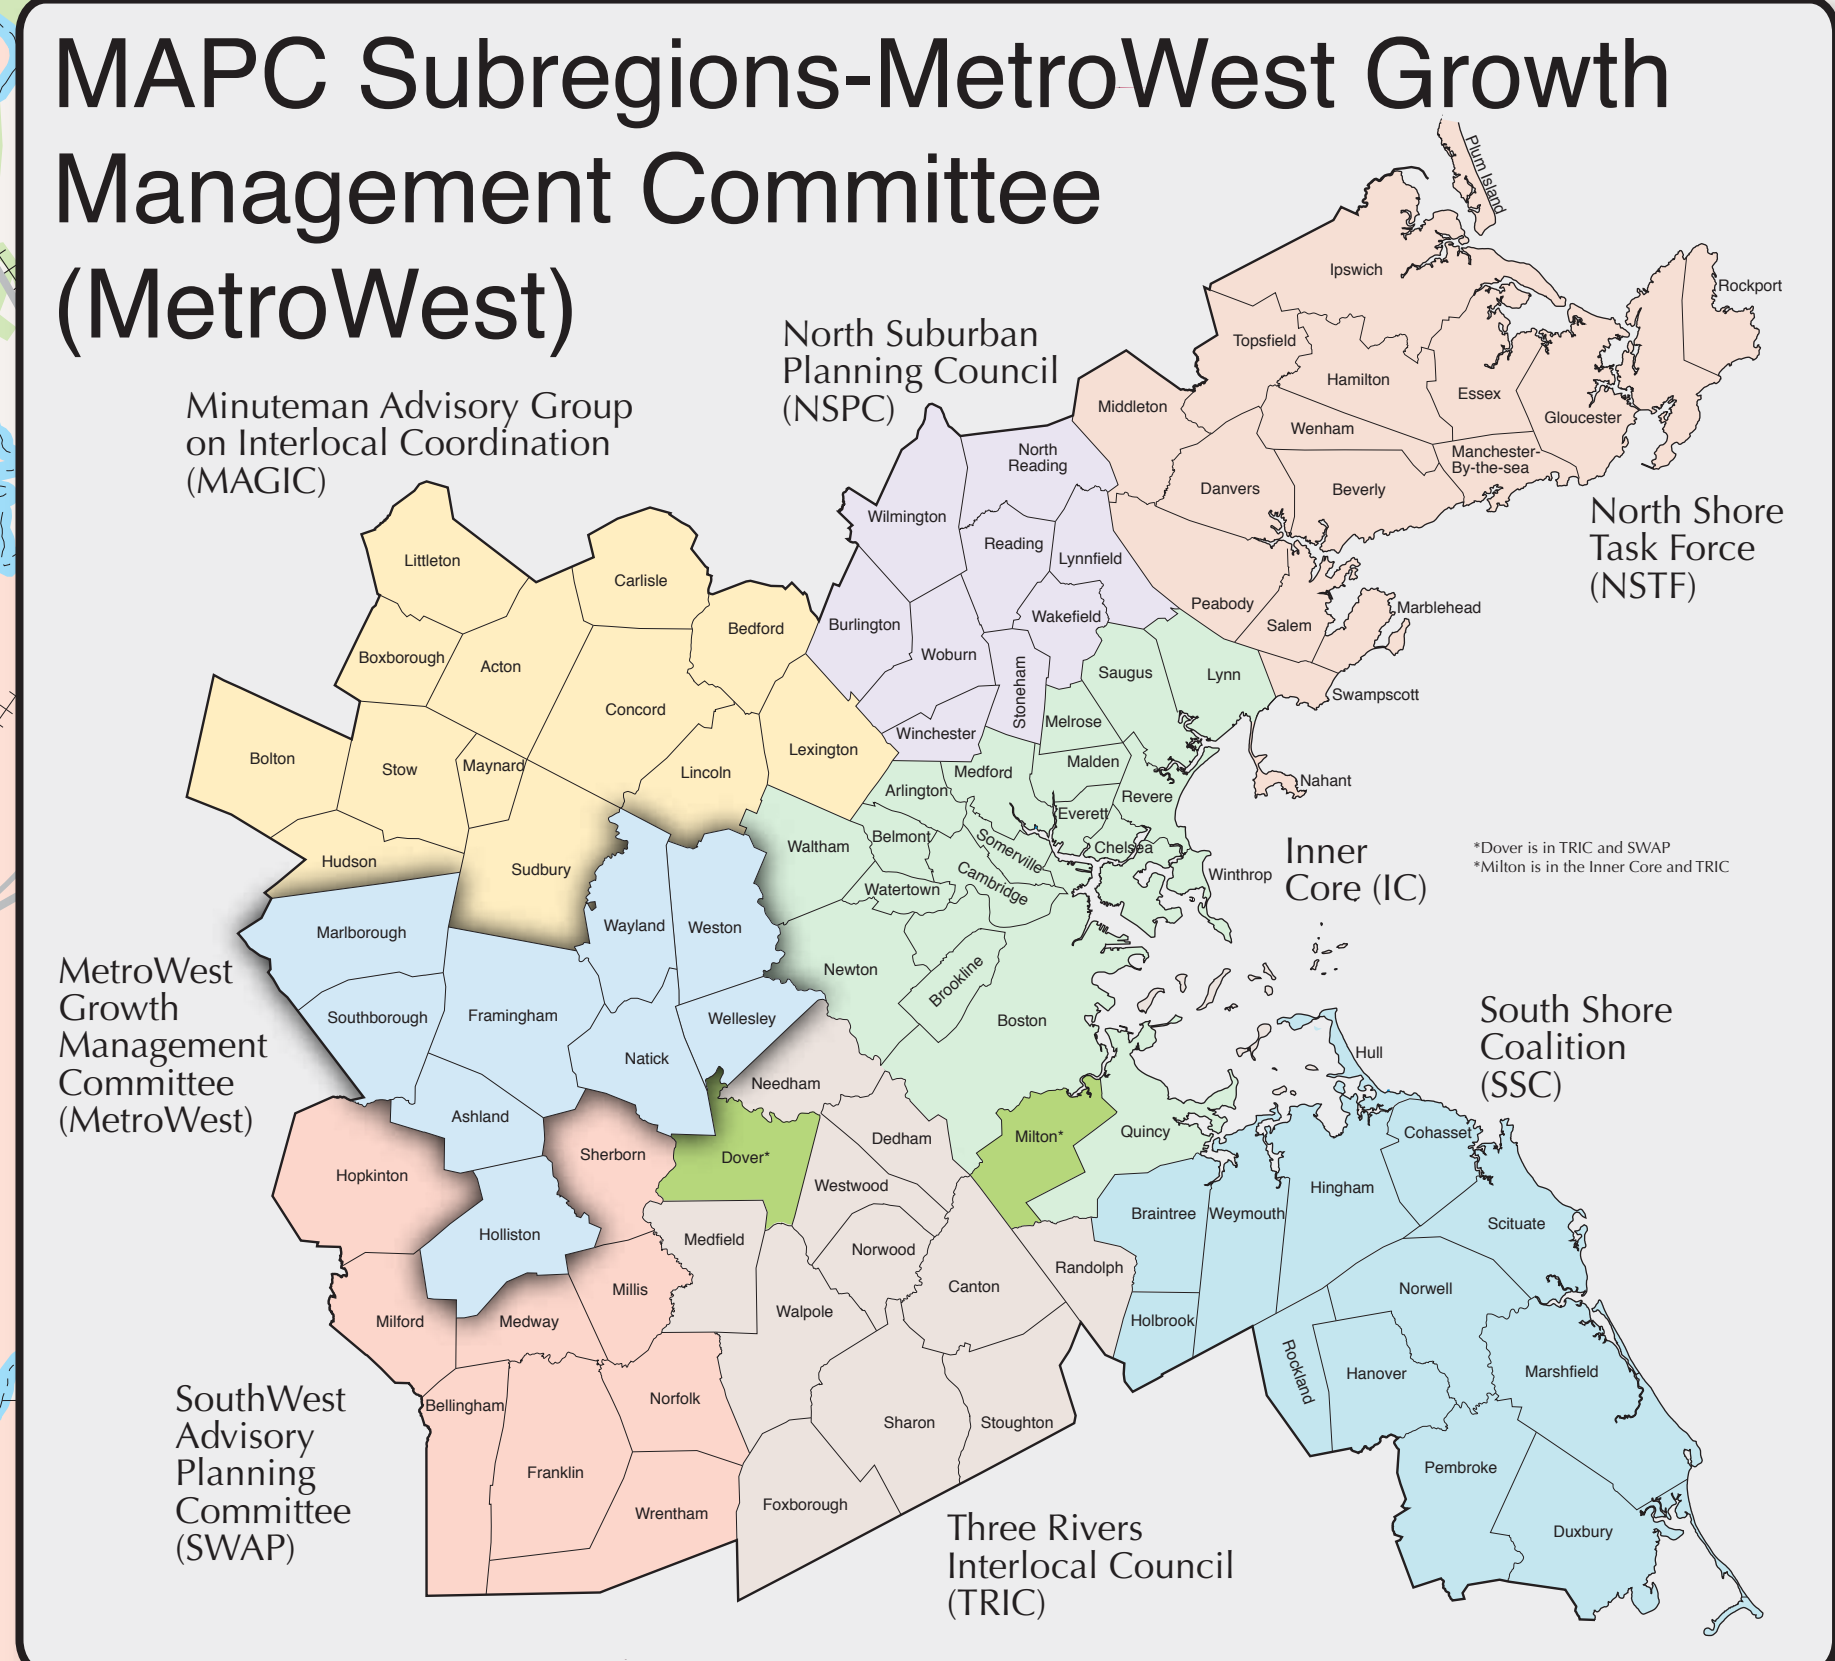 MAPC Subregions-MetroWest Growth
Management Committee
(MetroWest)
Plum Island
Ipswich
Rockport
North Suburban
Planning Council
(NSPC)
Topsfield
Hamilton
Essex
Gloucester
Middleton
Wenham
Manchester-
By-the-sea
Minuteman Advisory Group
on Interlocal Coordination
(MAGIC)
North
Reading
Danvers
Beverly
North Shore
Task Force
(NSTF)
Wilmington
Reading
Lynnfield
Littleton
Carlisle
Peabody
Marblehead
Burlington
Wakefield
Bedford
Salem
Boxborough
Acton
Woburn
Stoneham
Saugus
Lynn
Swampscott
Concord
Winchester
Melrose
Lexington
Bolton
Stow
Maynard
Lincoln
Medford
Malden
Nahant
Arlington
Revere
Everett
Hudson
Sudbury
Waltham
Belmont
Somerville
Chelsea
Inner
Core (IC)
*Dover is in TRIC and SWAP
*Milton is in the Inner Core and TRIC
Watertown
Cambridge
Winthrop
Marlborough
Wayland
Weston
MetroWest
Growth
Management
Committee
(MetroWest)
Newton
Brookline
Southborough
Framingham
Wellesley
Boston
South Shore
Coalition
(SSC)
Natick
Hull
Needham
Ashland
Dedham
Milton*
Quincy
Cohasset
Hopkinton
Sherborn
Dover*
Westwood
Hingham
Holliston
Medfield
Norwood
Braintree
Weymouth
Scituate
Randolph
Canton
Millis
Walpole
Norwell
Milford
Medway
Holbrook
Rockland
Hanover
Marshfield
SouthWest
Advisory
Planning
Committee
(SWAP)
Bellingham
Norfolk
Sharon
Stoughton
Franklin
Pembroke
Wrentham
Foxborough
Duxbury
Three Rivers
Interlocal Council
(TRIC)